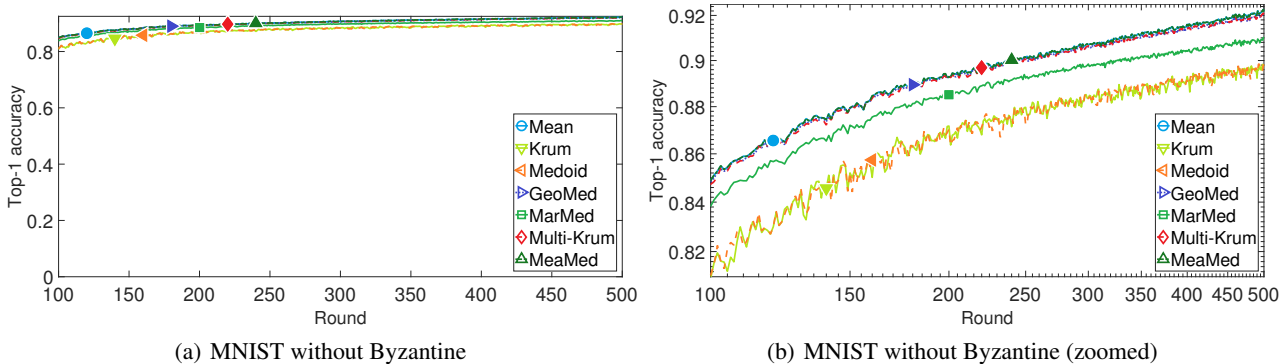 0.8
0.6
0.4
0.2
0
Top-1 accuracy
100 150 200 250 300 350 400 450 500
Round
Mean
Krum
Medoid
GeoMed
MarMed
Multi-Krum
MeaMed
(a) MNIST without Byzantine
0.92
0.9
0.88
0.86
0.84
0.82
Top-1 accuracy
100 150 200 250 300 350 400 450 500
Round
Mean
Krum
Medoid
GeoMed
MarMed
Multi-Krum
MeaMed
(b) MNIST without Byzantine (zoomed)